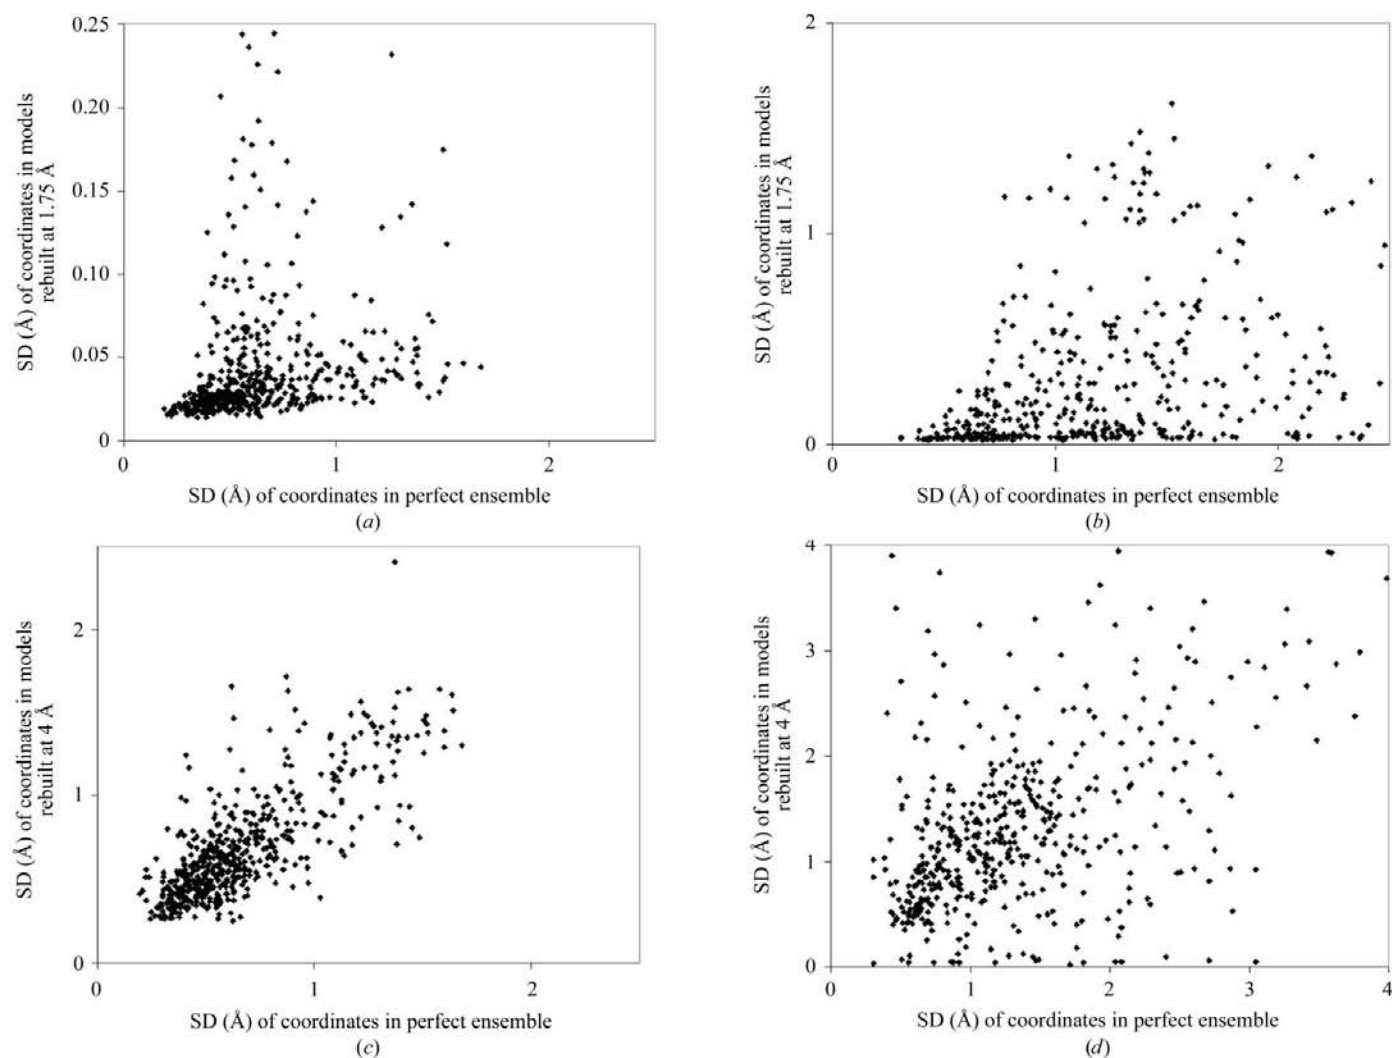 0.25
0.20
0.15
0.10
0.05
0
0
1
2
SD (Å) of coordinates in models
rebuilt at 1.75 Å
SD (Å) of coordinates in perfect ensemble
(a)
2
1
0
0
1
2
SD (Å) of coordinates in models
rebuilt at 1.75 Å
SD (Å) of coordinates in perfect ensemble
(b)
2
1
0
0
1
2
SD (Å) of coordinates in models
rebuilt at 4 Å
SD (Å) of coordinates in perfect ensemble
(c)
4
3
2
1
0
0
1
2
3
4
SD (Å) of coordinates in models
rebuilt at 4 Å
SD (Å) of coordinates in perfect ensemble
(d)